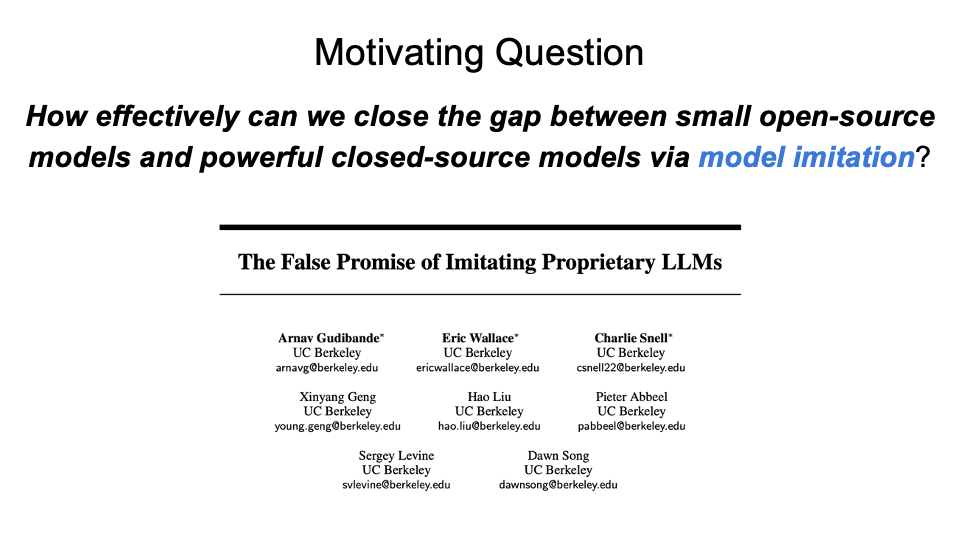 Motivating Question
How effectively can we close the gap between small open-source
models and powerful closed-source models via model imitation?
The False Promise of Imitating Proprietary LLMs
Arnav Gudibande* Eric Wallace* Charlie Snell*
UC Berkeley UC Berkeley UC Berkeley
arnavg@berkeley.edu ericwallace@berkeley.edu csnell22@berkeley.edu
Xinyang Geng Hao Liu Pieter Abbeel
UC Berkeley UC Berkeley UC Berkeley
young.geng@berkeley.edu hao.liu@berkeley.edu pabbeel@berkeley.edu
Sergey Levine Dawn Song
UC Berkeley UC Berkeley
svlevine@berkeley.edu dawnsong@berkeley.edu